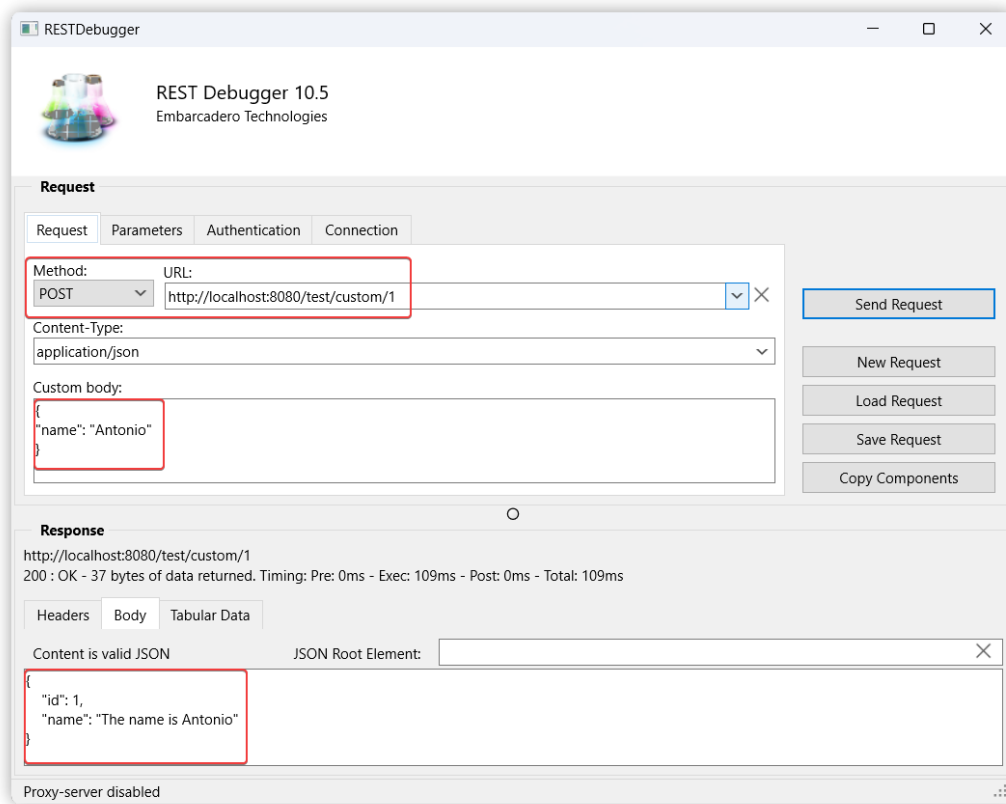 RESTDebugger
REST Debugger 10.5
Embarcadero Technologies
Request
Request Parameters Authentication Connection
Method: URL:
POST http://localhost:8080/test/custom/1
Send Request
Content-Type:
application/json
New Request
Custom body:
Load Request
{
"name": "Antonio"
}
Save Request
Copy Components
Response
http://localhost:8080/test/custom/1
200 : OK - 37 bytes of data returned. Timing: Pre: 0ms - Exec: 109ms - Post: 0ms - Total: 109ms
Headers Body Tabular Data
Content is valid JSON JSON Root Element:
{
"id": 1,
"name": "The name is Antonio"
}
Proxy-server disabled